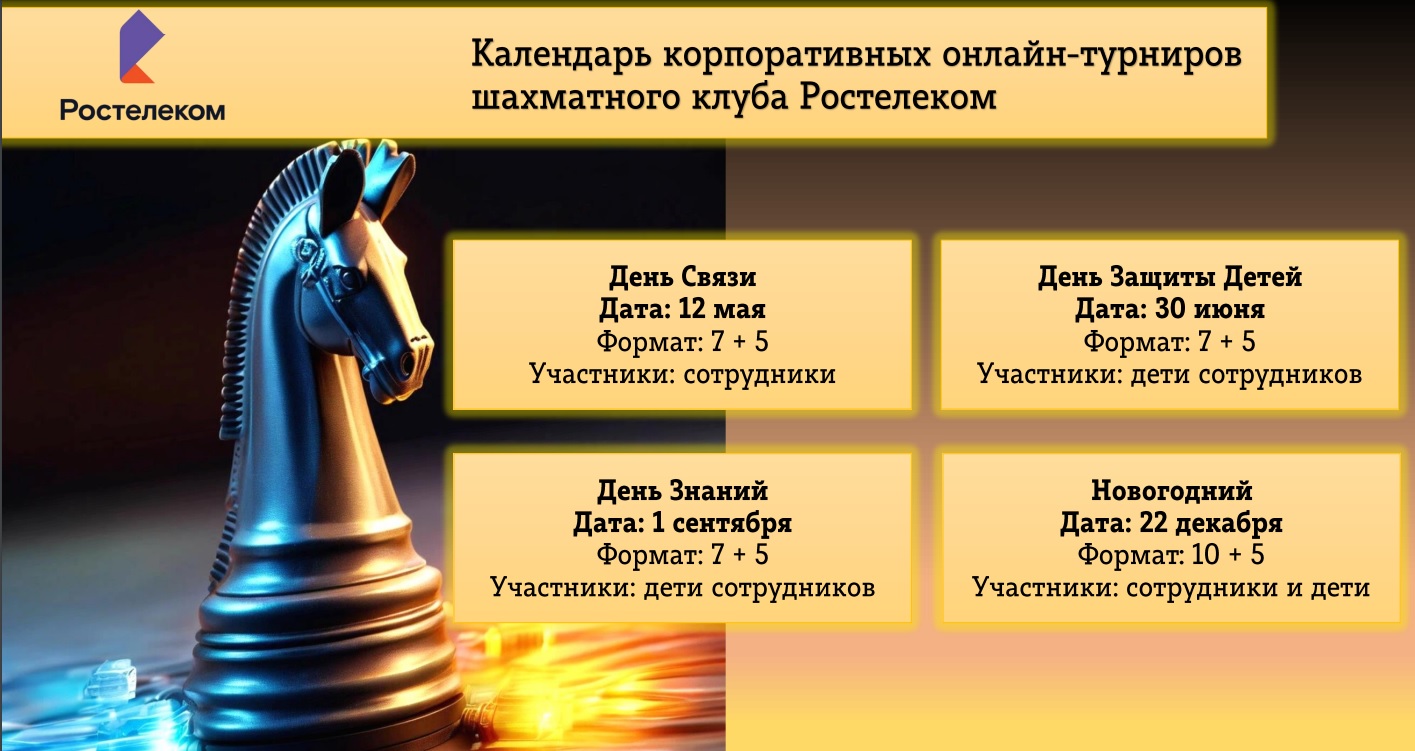 Ростелеком
Календарь корпоративных онлайн-турниров
шахматного клуба Ростелеком
День Связи
Дата: 12 мая
Формат: 7 + 5
Участники: сотрудники
День Защиты Детей
Дата: 30 июня
Формат: 7 + 5
Участники: дети сотрудников
День Знаний
Дата: 1 сентября
Формат: 7 + 5
Участники: дети сотрудников
Новогодний
Дата: 22 декабря
Формат: 10 + 5
Участники: сотрудники и дети